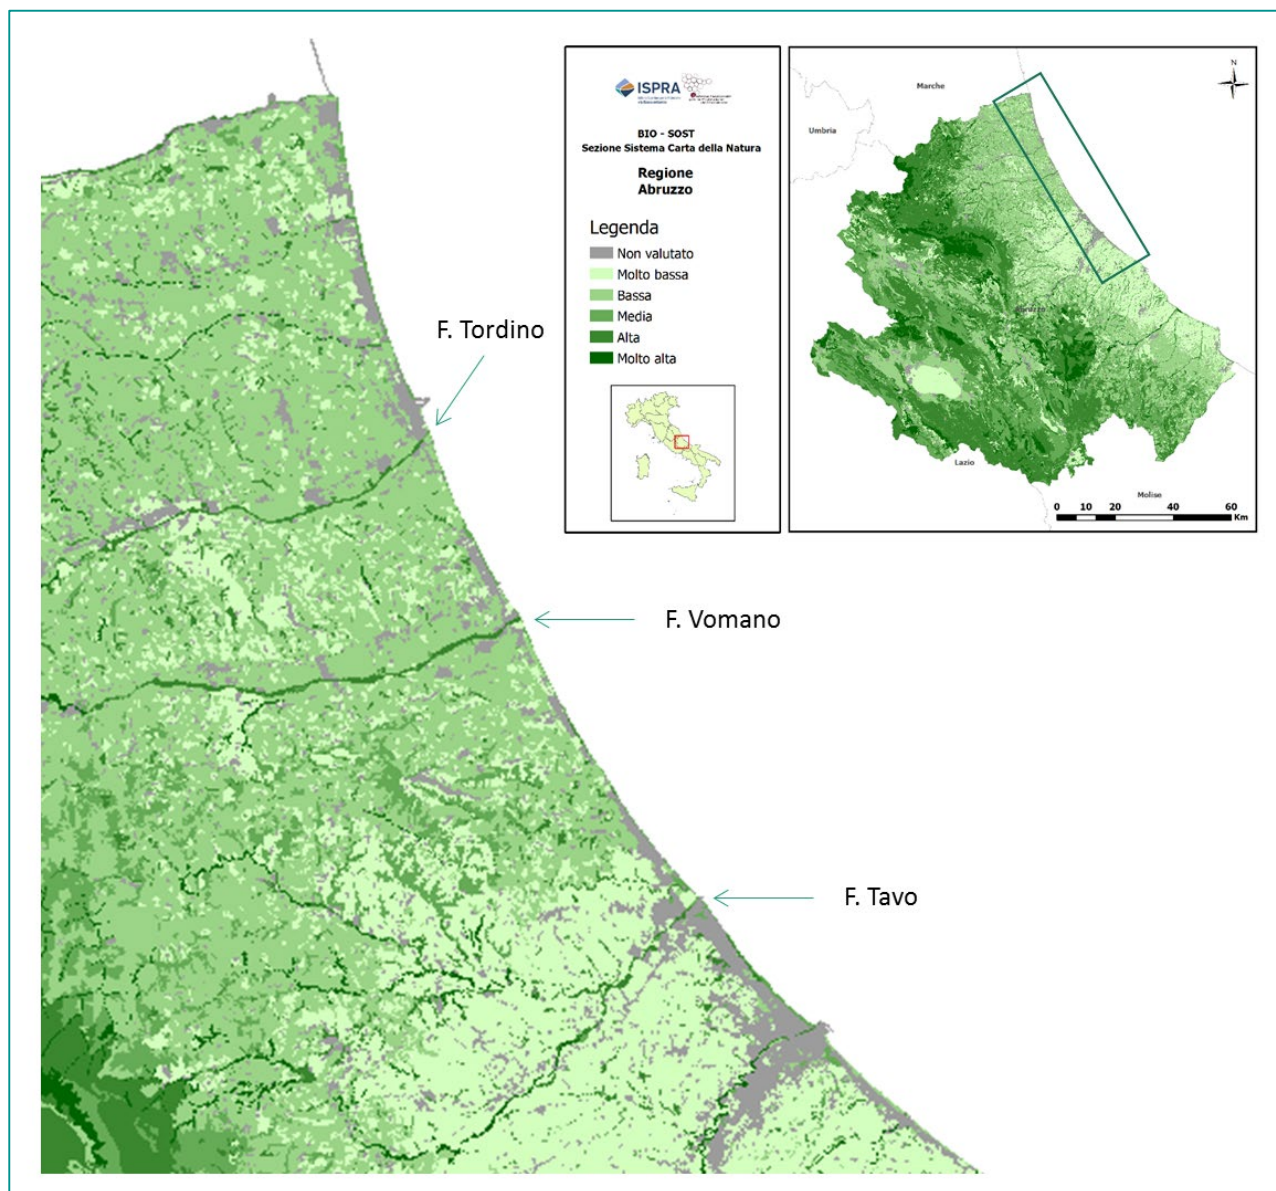 ISPRA
BIO - SOST
Sezione Sistema Carta della Natura
Regione
Abruzzo
Legenda
Non valutato
Molto bassa
Bassa
Media
Alta
Molto alta
N
Marche
Umbria
Abruzzo
Lazio
Molise
0 10 20 40 60
Km
F. Tordino
F. Vomano
F. Tavo